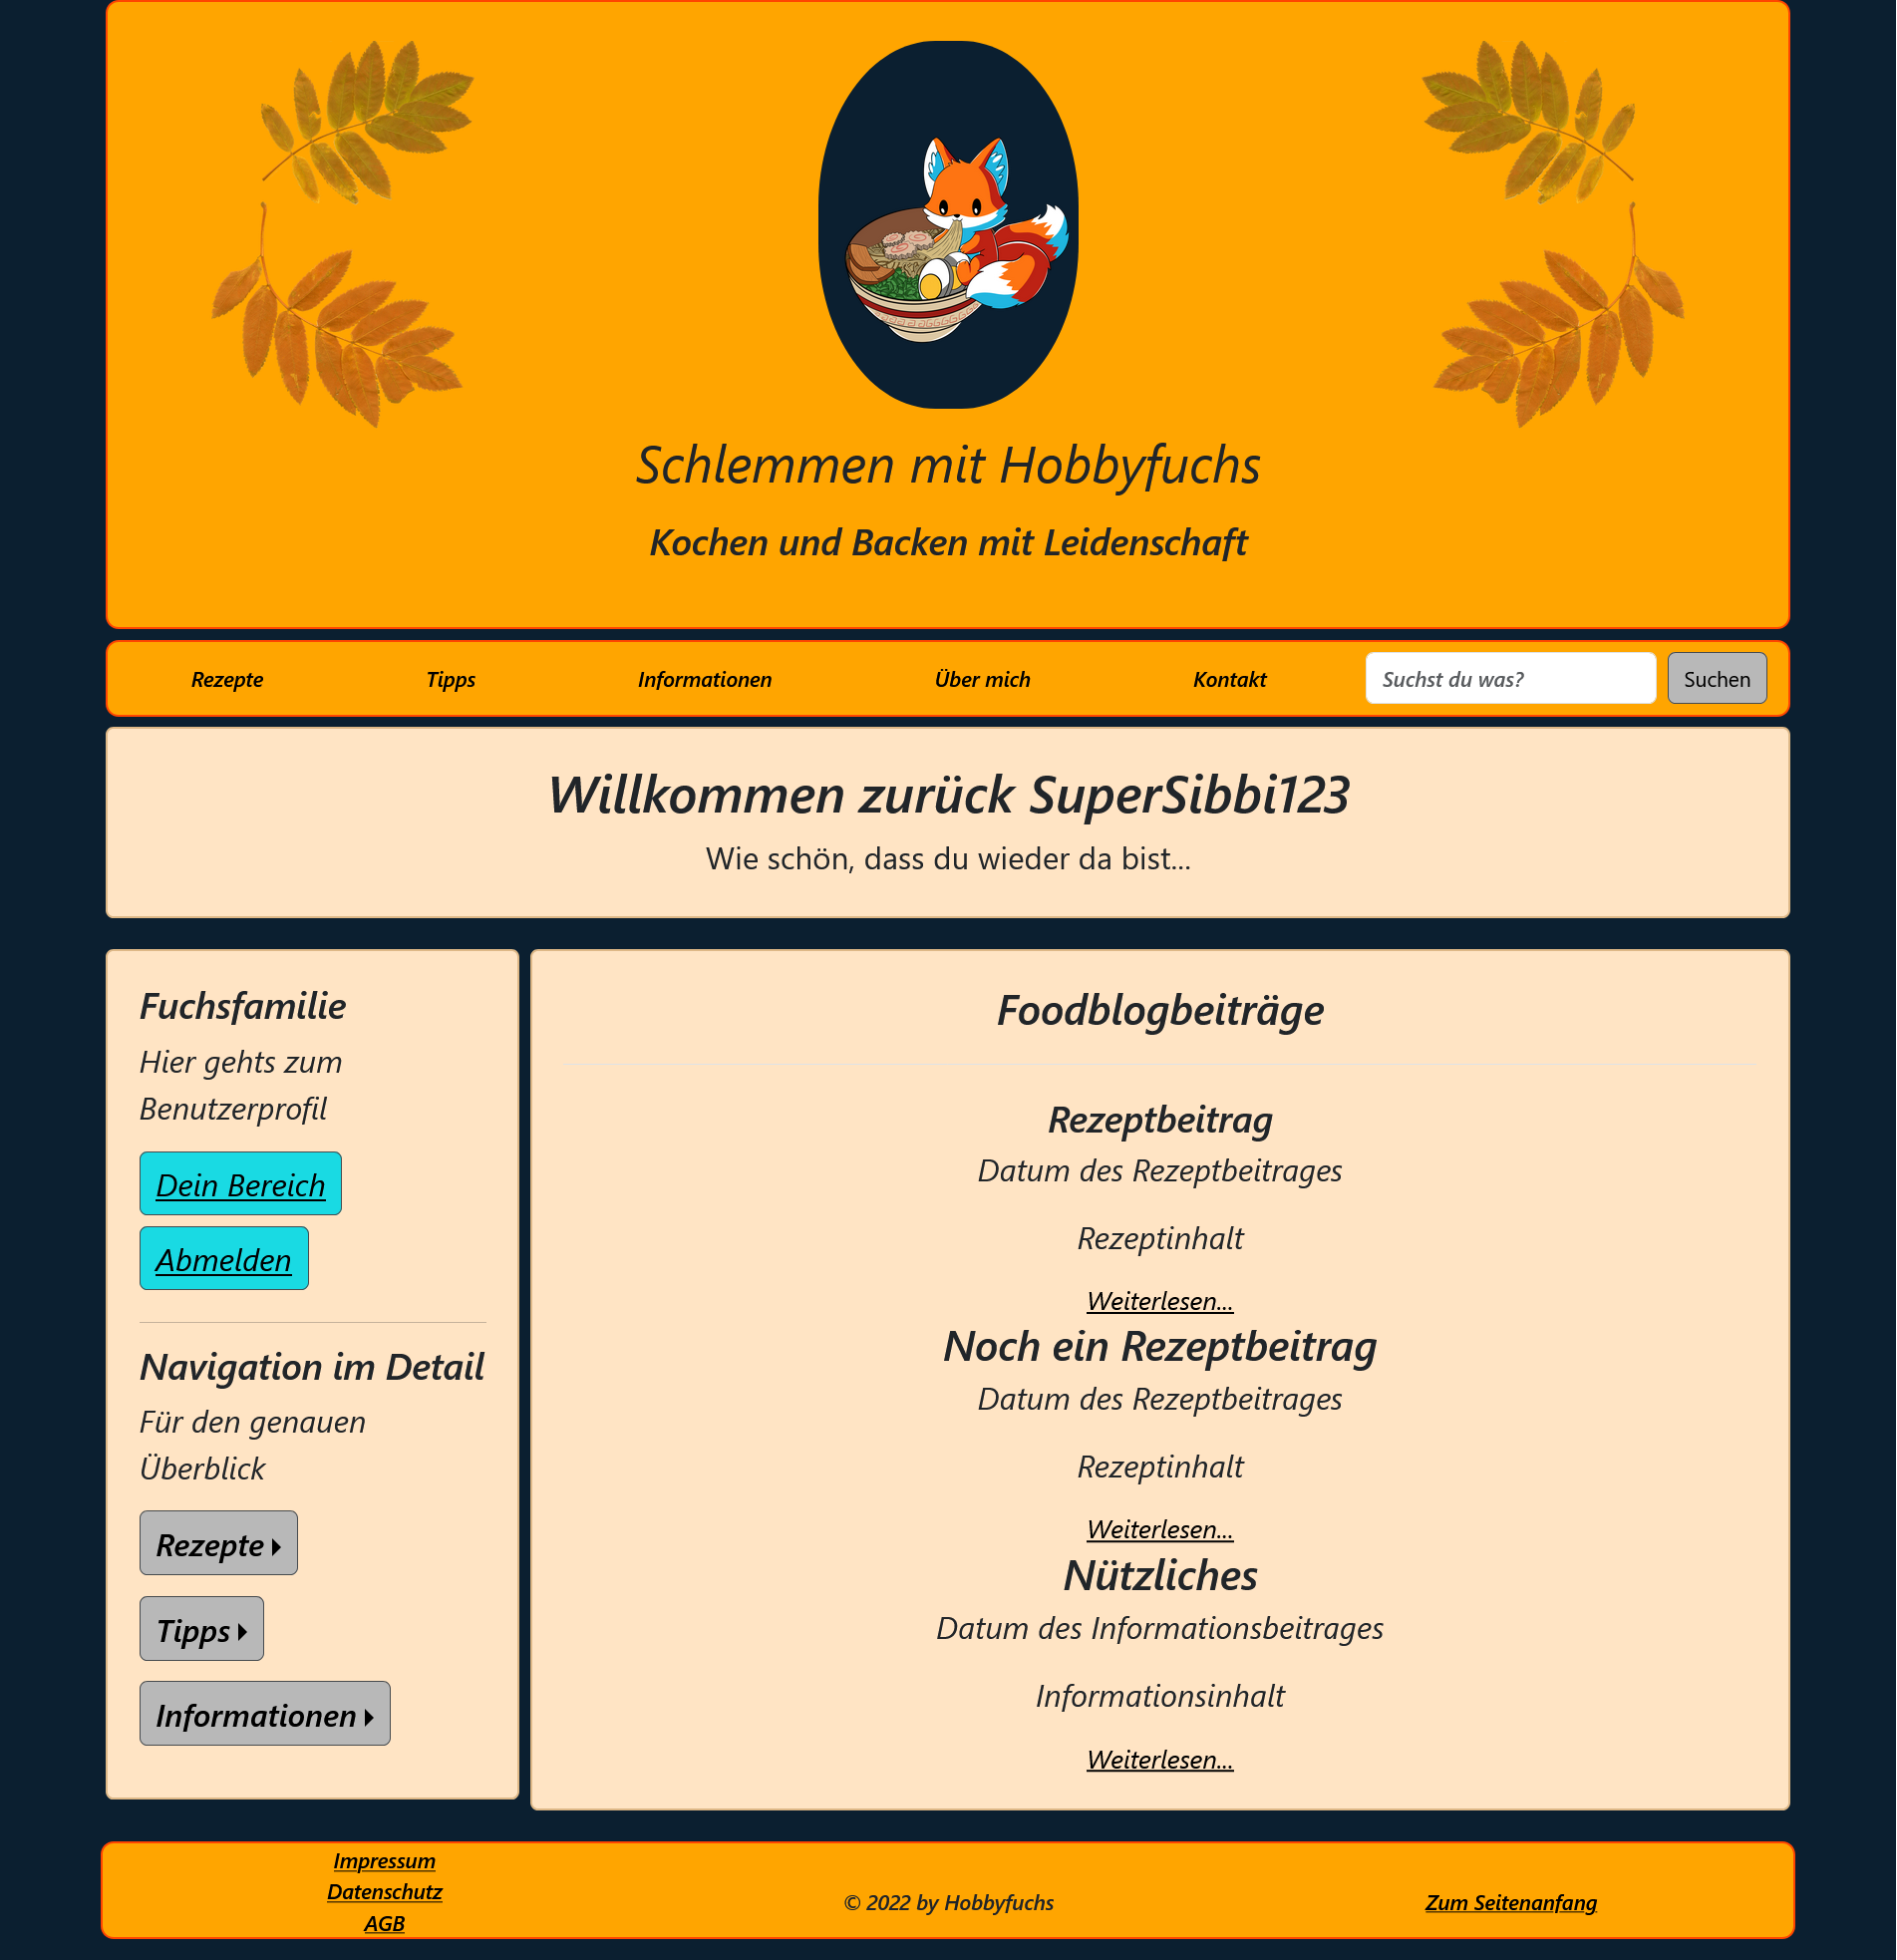 Schlemmen mit Hobbyfuchs
Kochen und Backen mit Leidenschaft
Rezepte
Tipps
Informationen
Über mich
Kontakt
Suchst du was?
Suchen
Willkommen zurück SuperSibbi123
Wie schön, dass du wieder da bist...
Fuchsfamilie
Hier gehts zum
Benutzerprofil
Dein Bereich
Abmelden
Navigation im Detail
Für den genauen
Überblick
Rezepte
Tipps
Informationen
Foodblogbeiträge
Rezeptbeitrag
Datum des Rezeptbeitrages
Rezeptinhalt
Weiterlesen...
Noch ein Rezeptbeitrag
Datum des Rezeptbeitrages
Rezeptinhalt
Weiterlesen...
Nützliches
Datum des Informationsbeitrages
Informationsinhalt
Weiterlesen...
Impressum
Datenschutz
AGB
© 2022 by Hobbyfuchs
Zum Seitenanfang